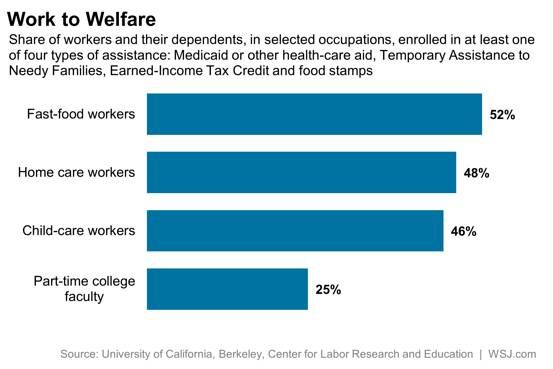 Work to Welfare
Share of workers and their dependents, in selected occupations, enrolled in at least one
of four types of assistance: Medicaid or other health-care aid, Temporary Assistance to
Needy Families, Earned-Income Tax Credit and food stamps
Fast-food workers 52%
Home care workers 48%
Child-care workers 46%
Part-time college
faculty 25%
Source: University of California, Berkeley, Center for Labor Research and Education | WSJ.com